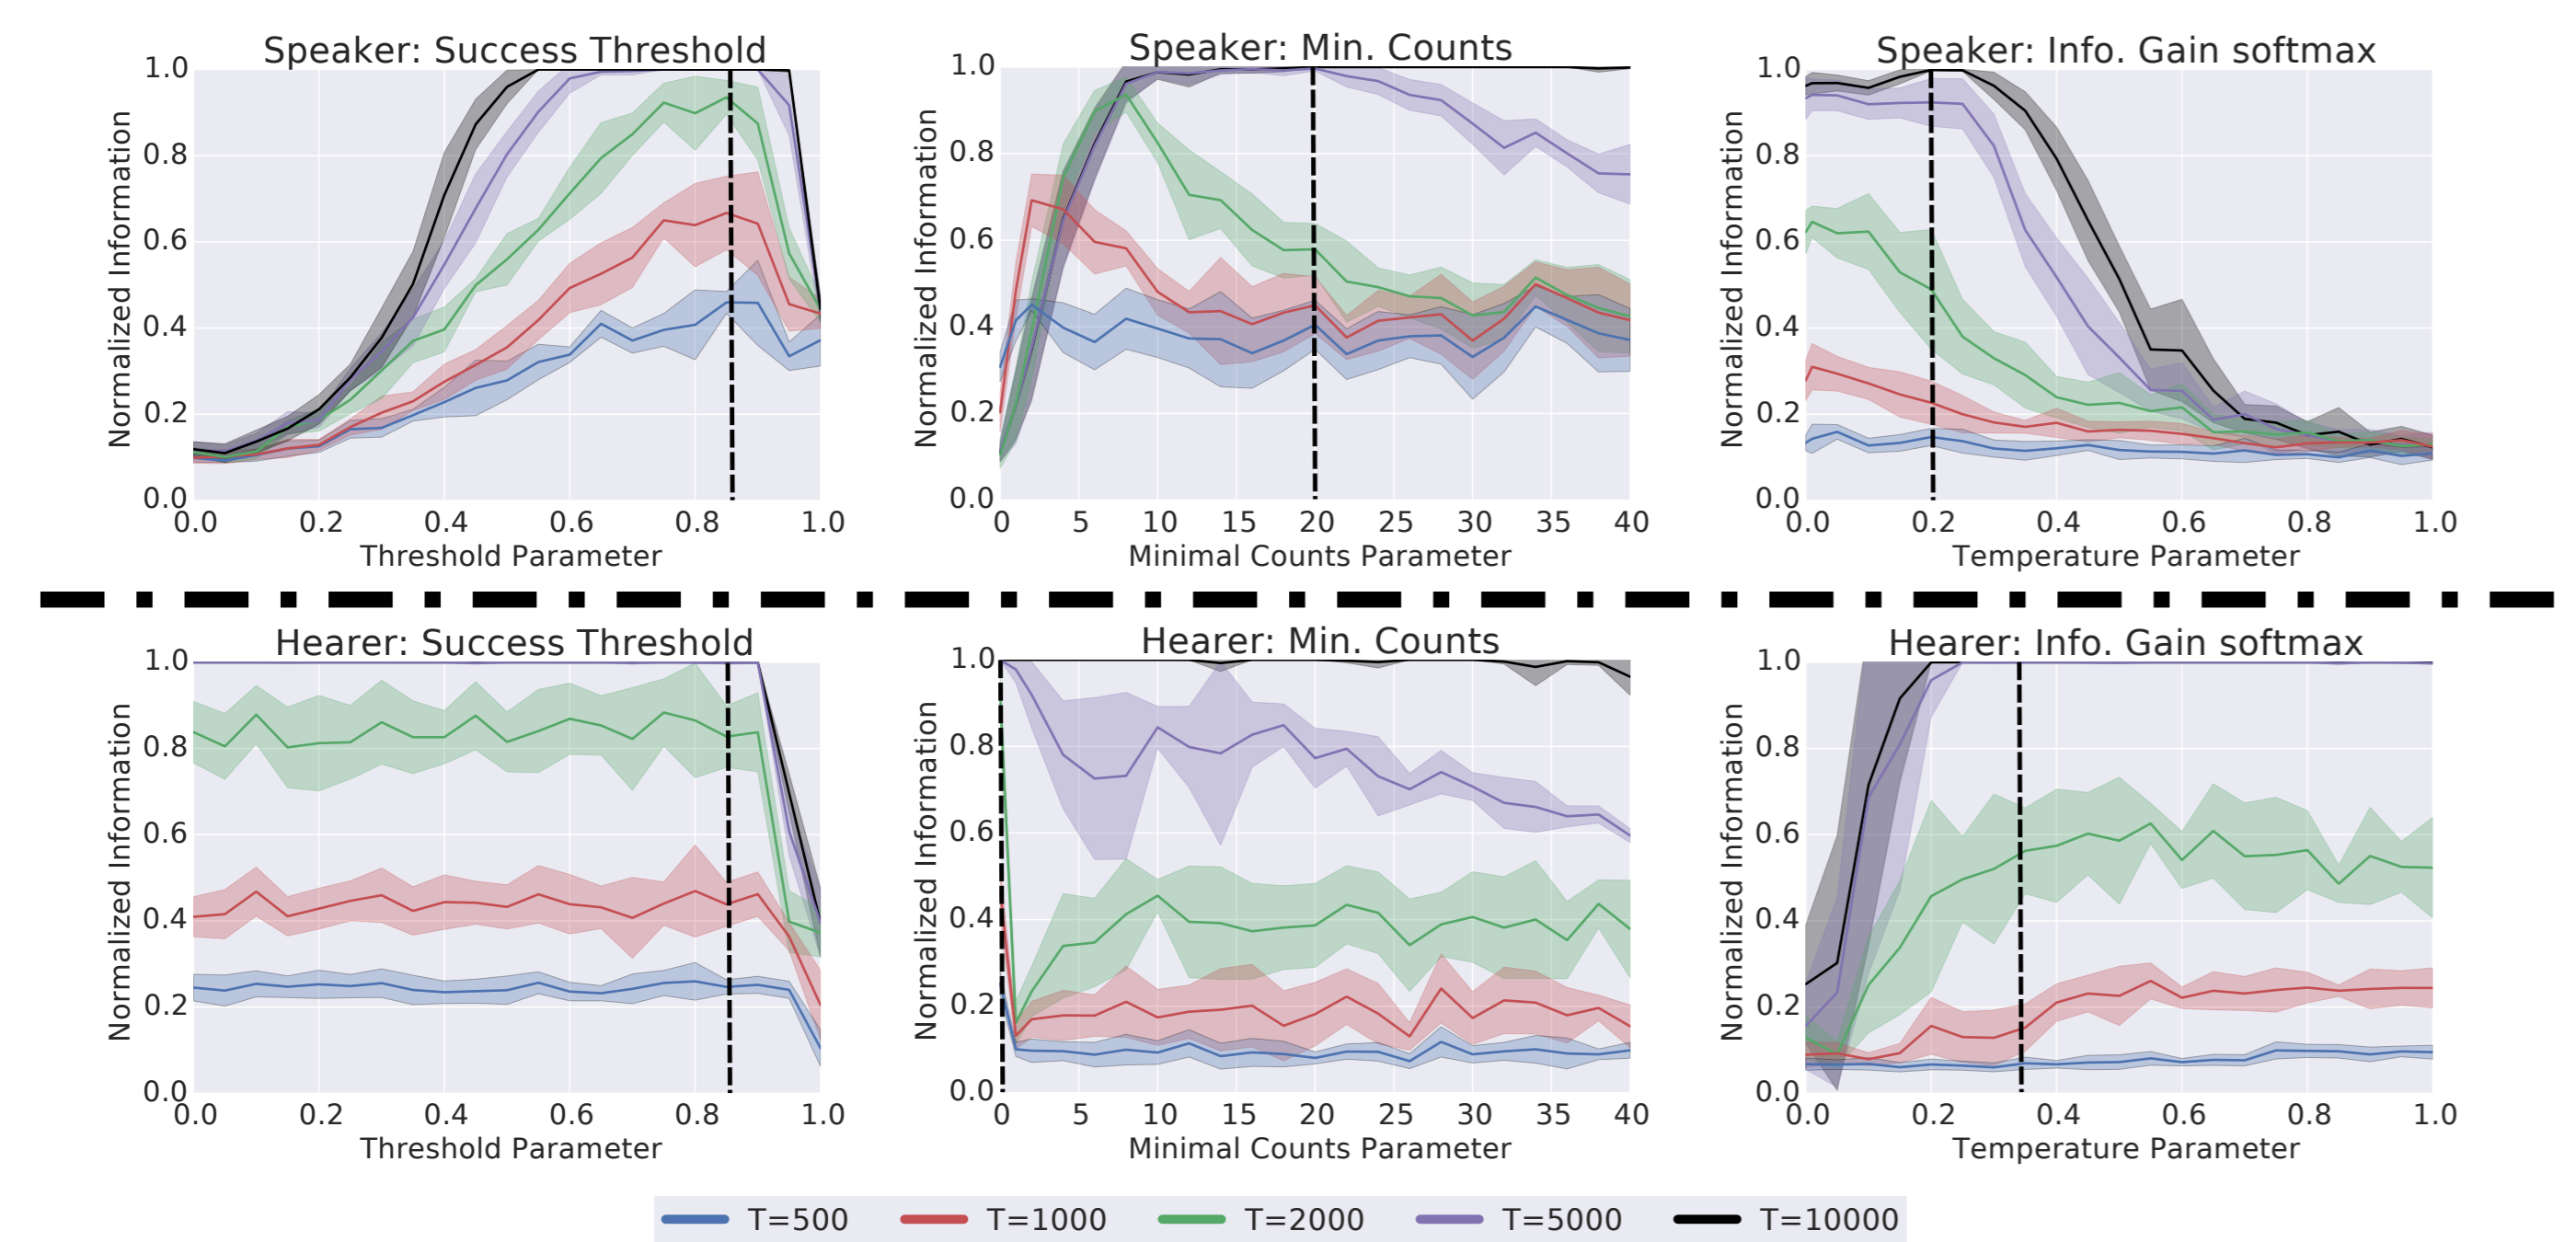 Speaker: Success Threshold
Normalized Information
1.0
0.8
0.6
0.4
0.2
0.0
0.0 0.2 0.4 0.6 0.8 1.0
Threshold Parameter
Speaker: Min. Counts
Normalized Information
1.0
0.8
0.6
0.4
0.2
0.0
0 5 10 15 20 25 30 35 40
Minimal Counts Parameter
Speaker: Info. Gain softmax
Normalized Information
1.0
0.8
0.6
0.4
0.2
0.0
0.0 0.2 0.4 0.6 0.8 1.0
Temperature Parameter
Hearer: Success Threshold
Normalized Information
1.0
0.8
0.6
0.4
0.2
0.0
0.0 0.2 0.4 0.6 0.8 1.0
Threshold Parameter
Hearer: Min. Counts
Normalized Information
1.0
0.8
0.6
0.4
0.2
0.0
0 5 10 15 20 25 30 35 40
Minimal Counts Parameter
Hearer: Info. Gain softmax
Normalized Information
1.0
0.8
0.6
0.4
0.2
0.0
0.0 0.2 0.4 0.6 0.8 1.0
Temperature Parameter
T=500 T=1000 T=2000 T=5000 T=10000